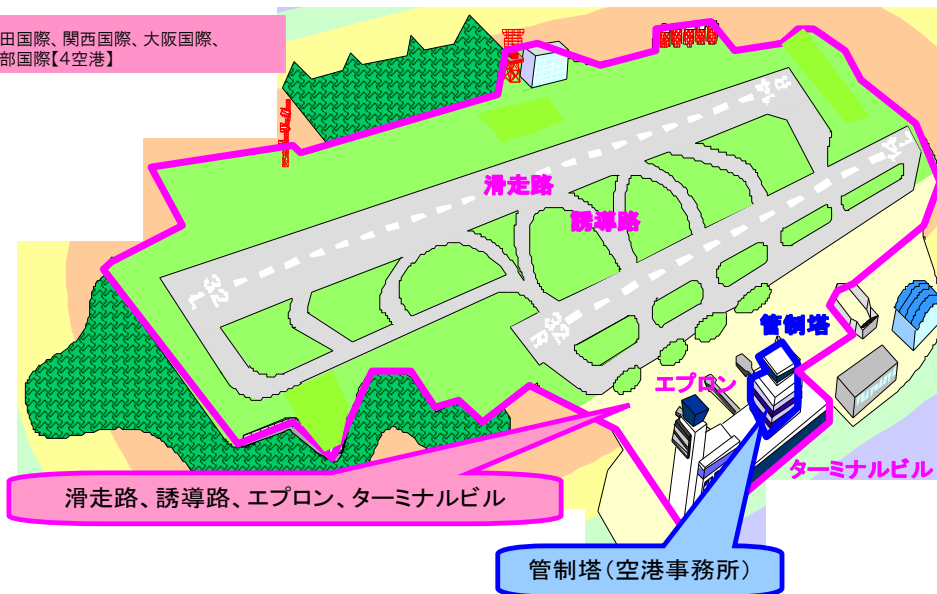 田国際、関西国際、大阪国際、
部国際【4空港】
滑走路
誘導路
管制塔
エプロン
ターミナルビル
滑走路、誘導路、エプロン、ターミナルビル
管制塔（空港事務所）